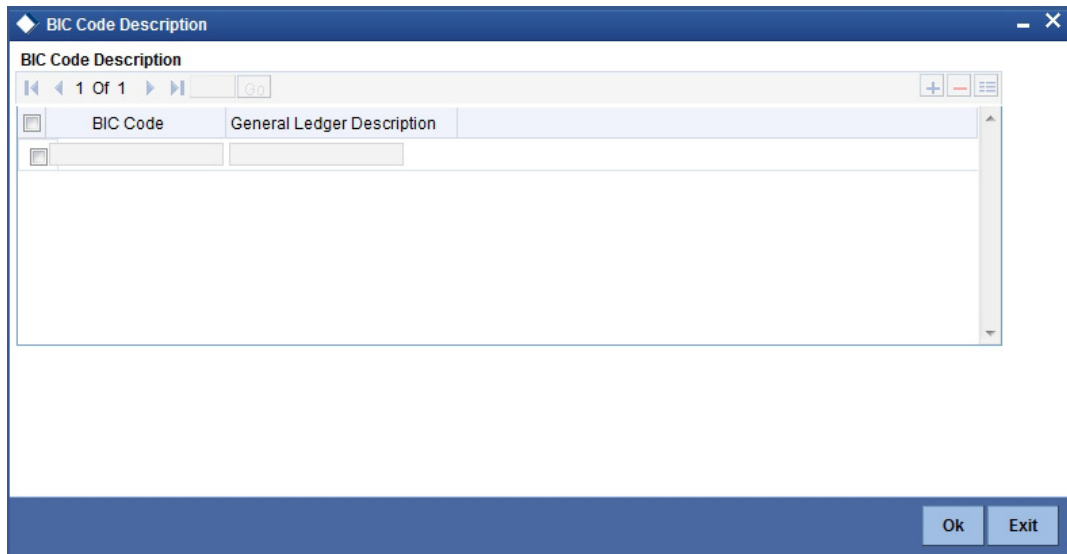 BIC Code Description
BIC Code Description
1 Of 1 Go
BIC Code General Ledger Description
Ok Exit